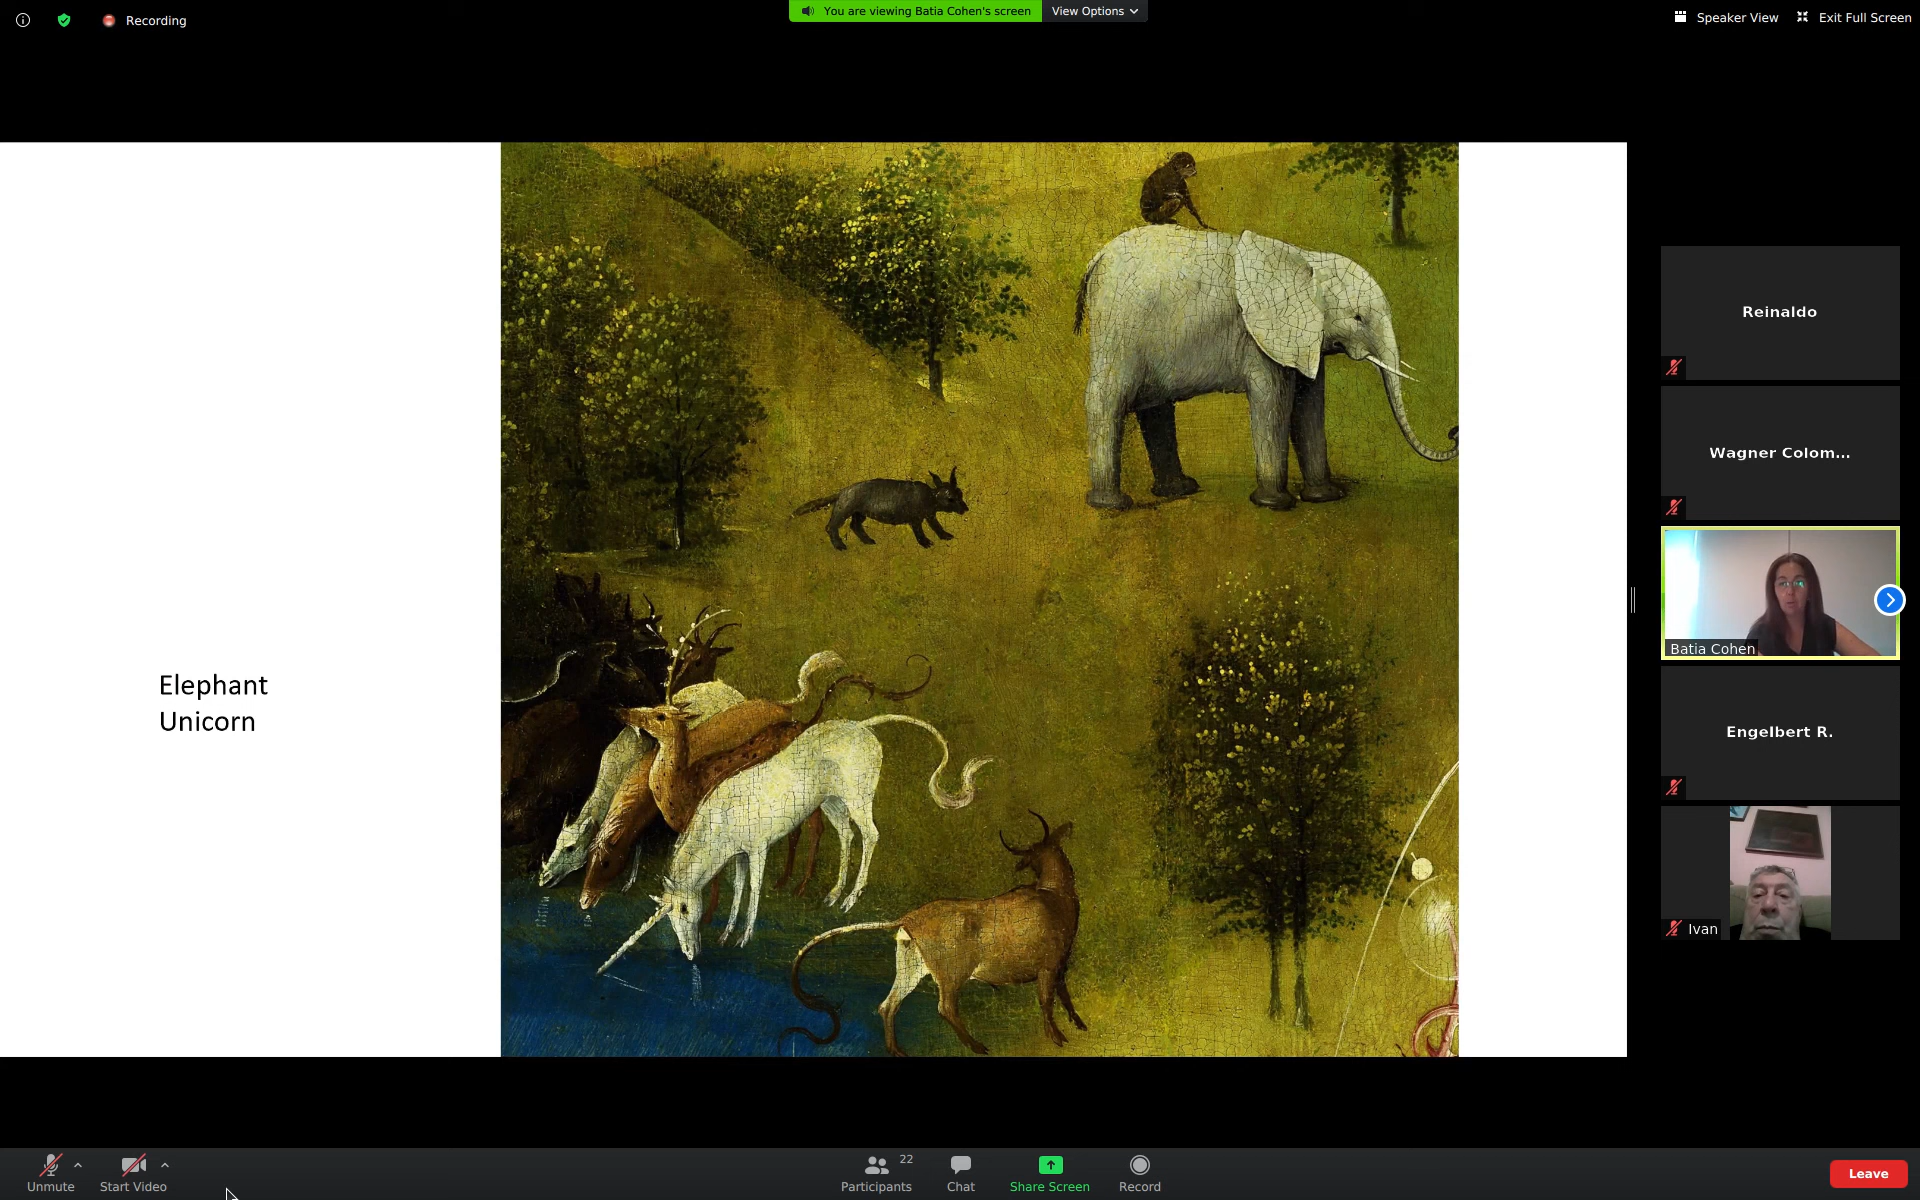 Recording
You are viewing Batia Cohen's screen
View Options
Speaker View
Exit Full Screen
Elephant
Unicorn
Reinaldo
Wagner Colom...
Batia Cohen
Engelbert R.
Ivan
Unmute
Start Video
Participants
22
Chat
Share Screen
Record
Leave